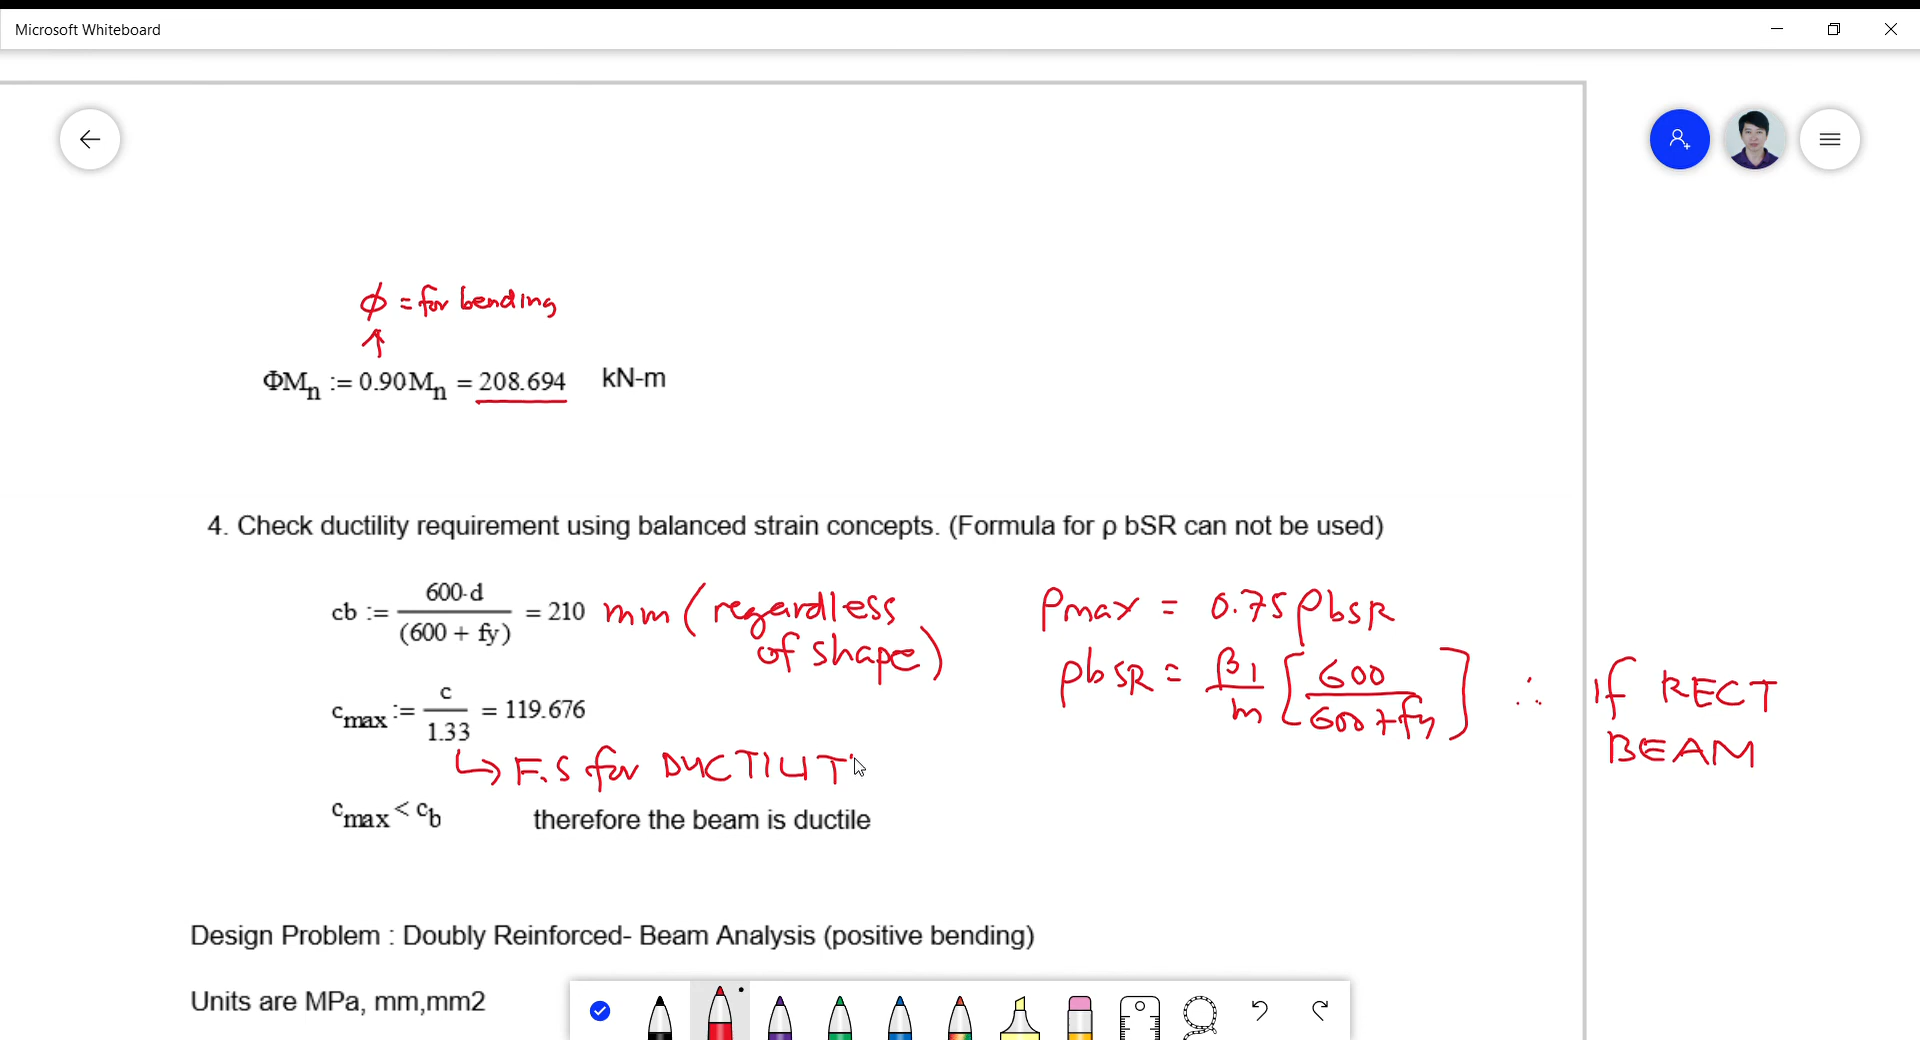 Microsoft Whiteboard
ϕ = for bending
ΦMn := 0.90Mn = 208.694 kN-m
4. Check ductility requirement using balanced strain concepts. (Formula for ρ bSR can not be used)
cb := 600·d / (600 + fy) = 210 mm (regardless of shape)
cmax := c / 1.33 = 119.676
↳ F.S for DUCTILIT
cmax < cb therefore the beam is ductile
ρmax = 0.75 ρbSR
ρbSR = β1 / m [ 600 / 600 + fy ] ∴ If RECT
BEAM
Design Problem : Doubly Reinforced- Beam Analysis (positive bending)
Units are MPa, mm,mm2